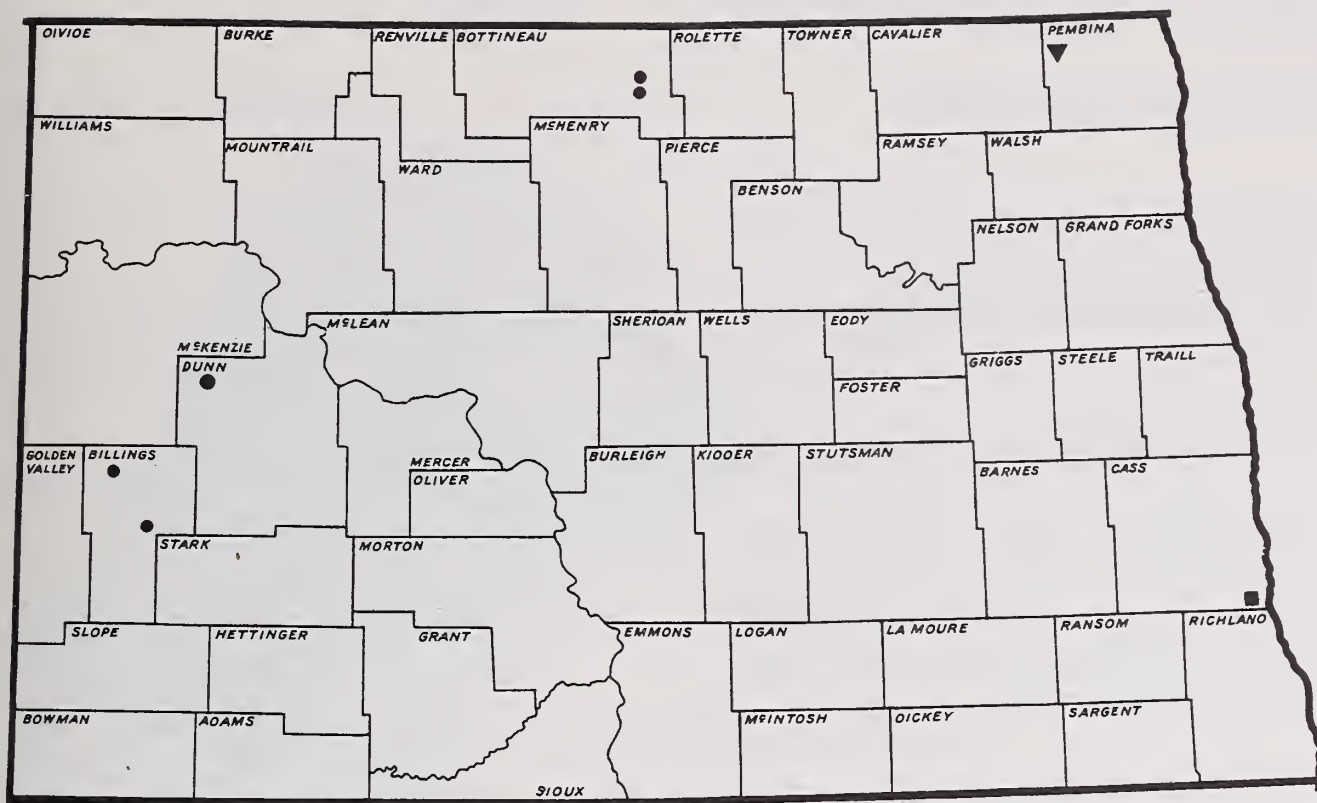 OIVIOE
BURKE
RENVILLE
BOTTINEAU
ROLETTE
TOWNER
CAVALIER
PEMBINA
WILLIAMS
MOUNTRAIL
WARD
McHENRY
PIERCE
BENSON
RAMSEY
WALSH
NELSON
GRAND FORKS
McKENZIE
DUNN
McLEAN
SHERIOAN
WELLS
EODY
FOSTER
GRIGGS
STEELE
TRAILL
GOLDEN
VALLEY
BILLINGS
MERCER
OLIVER
BURLEIGH
KIOOER
STUTSMAN
BARNES
CASS
STARK
MORTON
SLOPE
HETTINGER
GRANT
EMMONS
LOGAN
LA MOURE
RANSOM
RICHLANO
BOWMAN
AOAMS
SIOUX
McINTOSH
OICKEY
SARGENT